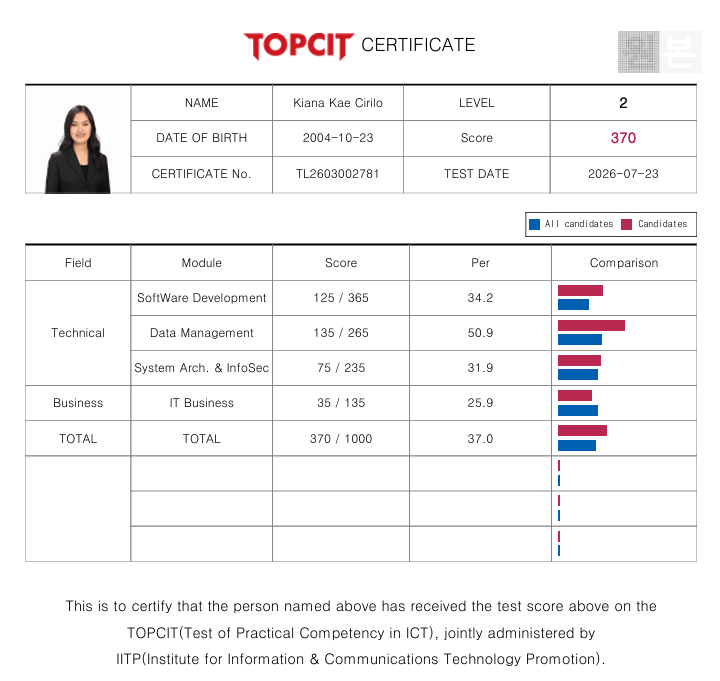 TOPCIT CERTIFICATE
원본
NAME Kiana Kae Cirilo LEVEL 2
DATE OF BIRTH 2004-10-23 Score 370
CERTIFICATE No. TL2603002781 TEST DATE 2026-07-23
All candidates Candidates
Field Module Score Per Comparison
Technical
SoftWare Development 125 / 365 34.2
Data Management 135 / 265 50.9
System Arch. & InfoSec 75 / 235 31.9
Business IT Business 35 / 135 25.9
TOTAL TOTAL 370 / 1000 37.0
This is to certify that the person named above has received the test score above on the
TOPCIT(Test of Practical Competency in ICT), jointly administered by
IITP(Institute for Information & Communications Technology Promotion).